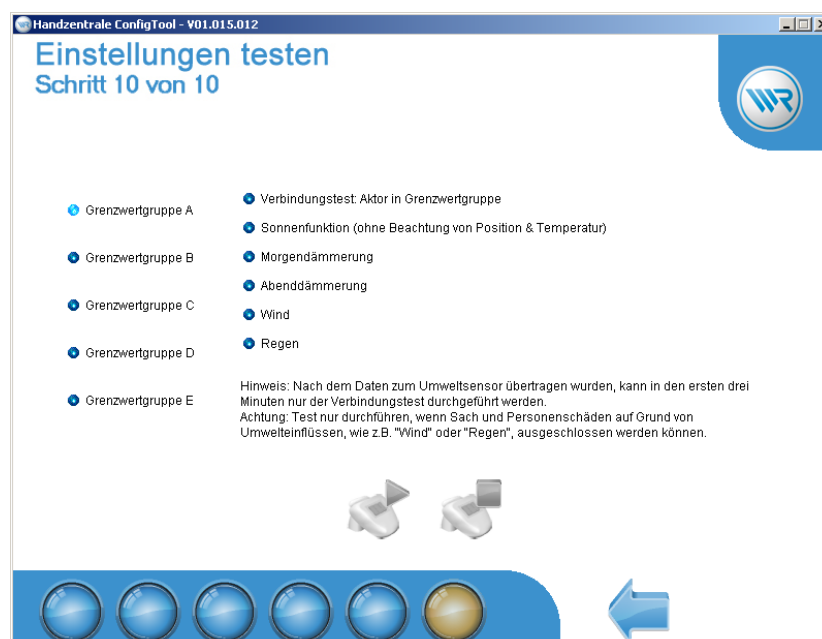 Handzentrale ConfigTool - V01.015.012
Einstellungen testen
Schritt 10 von 10
WR
Grenzwertgruppe A
Grenzwertgruppe B
Grenzwertgruppe C
Grenzwertgruppe D
Grenzwertgruppe E
Verbindungstest: Aktor in Grenzwertgruppe
Sonnenfunktion (ohne Beachtung von Position & Temperatur)
Morgendämmerung
Abenddämmerung
Wind
Regen
Hinweis: Nach dem Daten zum Umweltsensor übertragen wurden, kann in den ersten drei
Minuten nur der Verbindungstest durchgeführt werden.
Achtung: Test nur durchführen, wenn Sach und Personenschäden auf Grund von
Umwelteinflüssen, wie z.B. "Wind" oder "Regen", ausgeschlossen werden können.